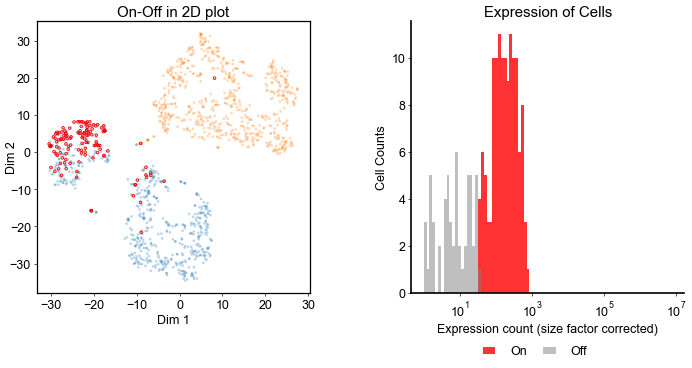 On-Off in 2D plot
Dim 2
30
20
10
0
−10
−20
−30
−30 −20 −10 0 10 20 30
Dim 1
Expression of Cells
Cell Counts
10
8
6
4
2
0
10^1 10^3 10^5 10^7
Expression count (size factor corrected)
On Off